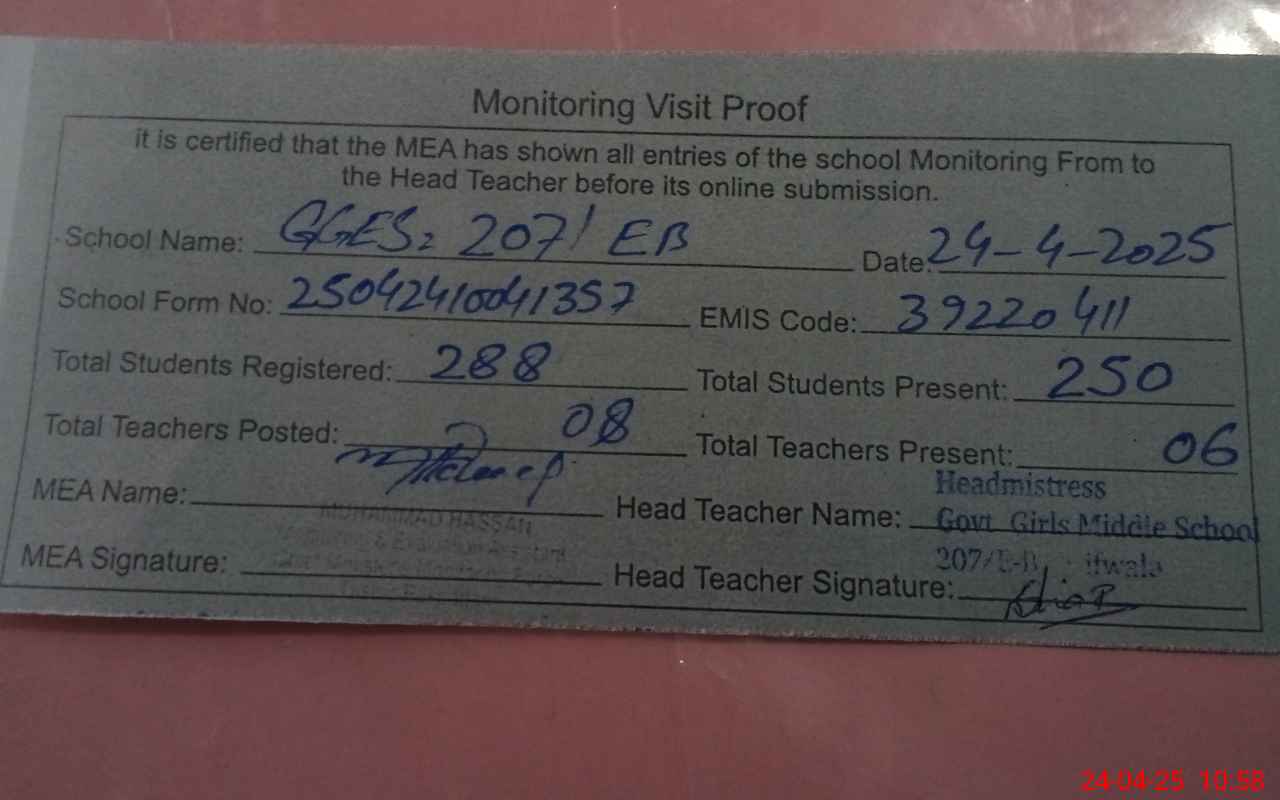 Monitoring Visit Proof
it is certified that the MEA has shown all entries of the school Monitoring From to
the Head Teacher before its online submission.
School Name: GGES, 207/ EB Date: 24-4-2025
School Form No: 25042410041357 EMIS Code: 39220411
Total Students Registered: 288 Total Students Present: 250
Total Teachers Posted: 08 Total Teachers Present: 06
MEA Name: Head Teacher Name: Headmistress
Govt Girls Middle School
MUHAMMAD HASSAN
207/E-B,
MEA Signature: Head Teacher Signature:
24-04-25 10:58